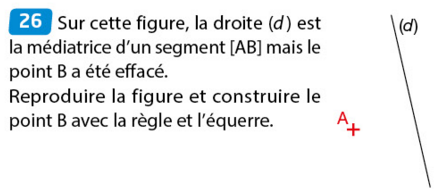 26 Sur cette figure, la droite (d) est
la médiatrice d'un segment [AB] mais le
point B a été effacé.
Reproduire la figure et construire le
point B avec la règle et l'équerre.
(d)
A